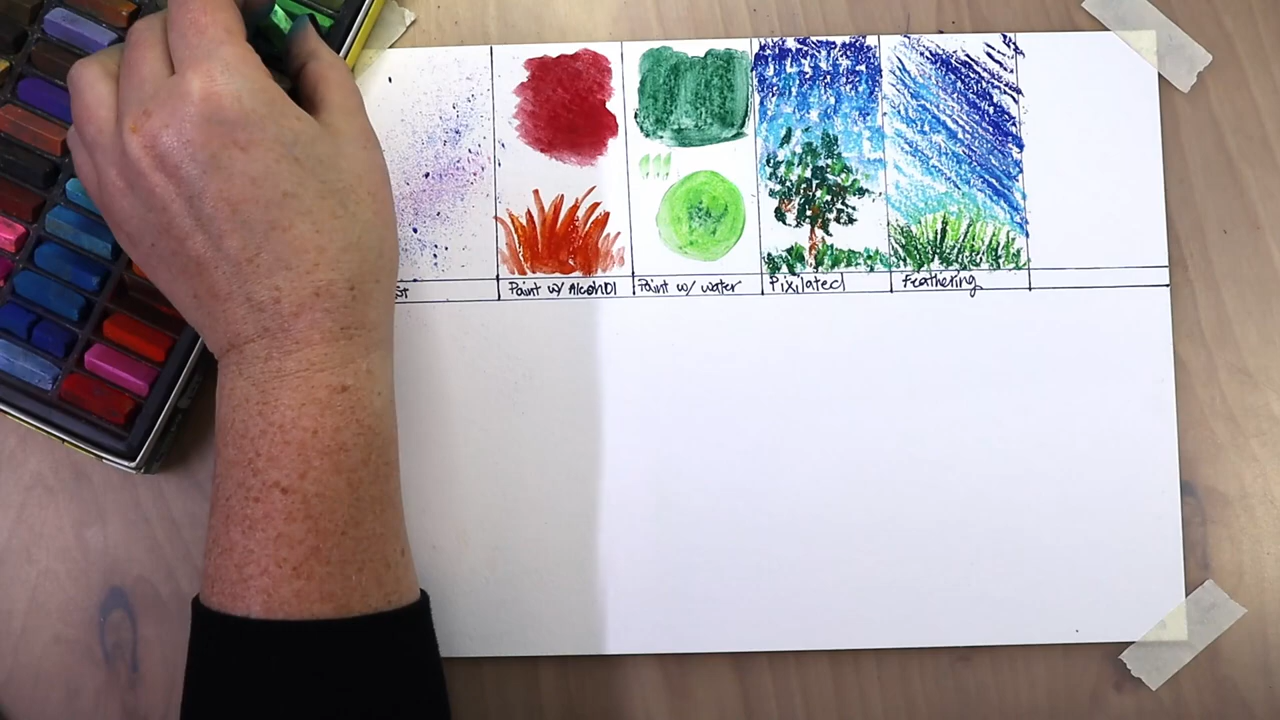 Paint w/ Alcohol
Paint w/ water
Pixilated
Feathering